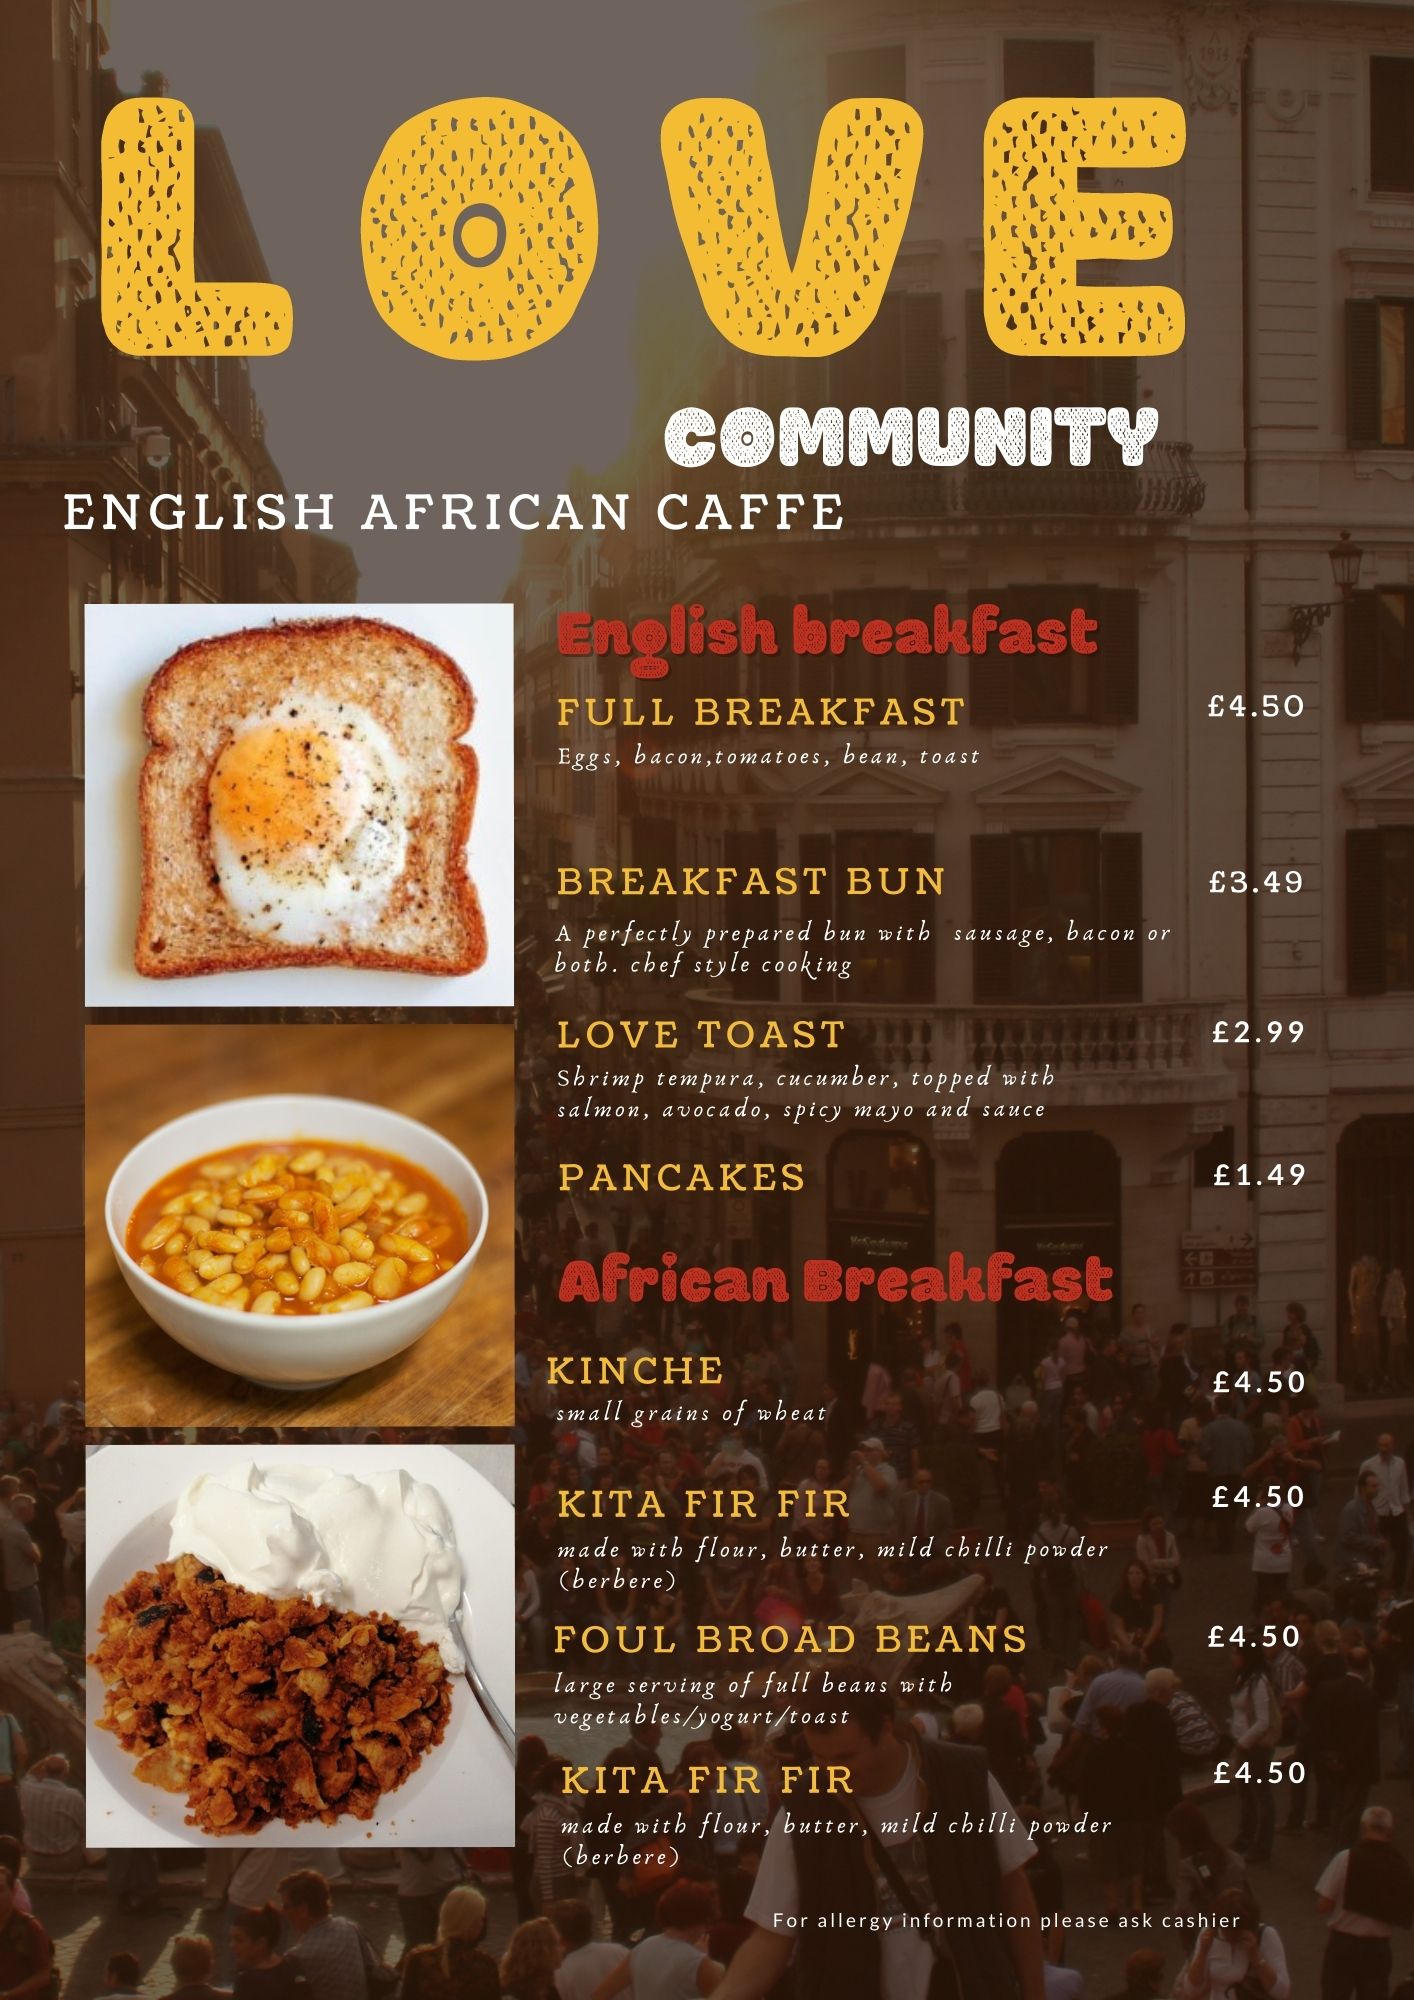 LOVE
COMMUNITY
ENGLISH AFRICAN CAFFE
English breakfast
FULL BREAKFAST £4.50
Eggs, bacon,tomatoes, bean, toast
BREAKFAST BUN £3.49
A perfectly prepared bun with sausage, bacon or
both. chef style cooking
LOVE TOAST £2.99
Shrimp tempura, cucumber, topped with
salmon, avocado, spicy mayo and sauce
PANCAKES £1.49
African Breakfast
KINCHE £4.50
small grains of wheat
KITA FIR FIR £4.50
made with flour, butter, mild chilli powder
(berbere)
FOUL BROAD BEANS £4.50
large serving of full beans with
vegetables/yogurt/toast
KITA FIR FIR £4.50
made with flour, butter, mild chilli powder
(berbere)
For allergy information please ask cashier